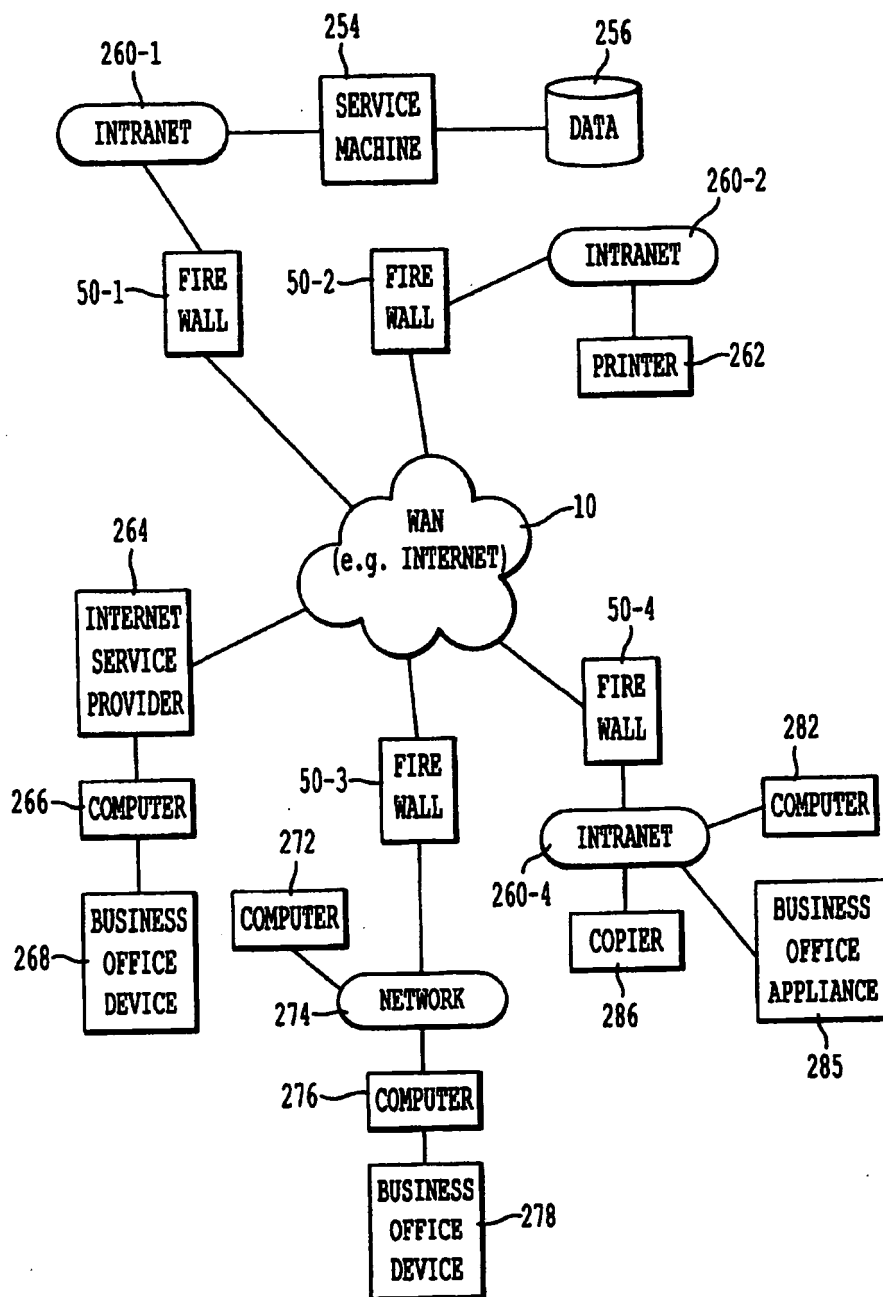 260-1
254
256
INTRANET
SERVICE
MACHINE
DATA
260-2
INTRANET
50-1
FIRE
WALL
50-2
FIRE
WALL
PRINTER
262
10
WAN
(e.g. INTERNET)
264
INTERNET
SERVICE
PROVIDER
50-4
FIRE
WALL
50-3
FIRE
WALL
282
COMPUTER
266
COMPUTER
272
COMPUTER
INTRANET
260-4
268
BUSINESS
OFFICE
DEVICE
COPIER
286
BUSINESS
OFFICE
APPLIANCE
285
274
NETWORK
276
COMPUTER
BUSINESS
OFFICE
DEVICE
278